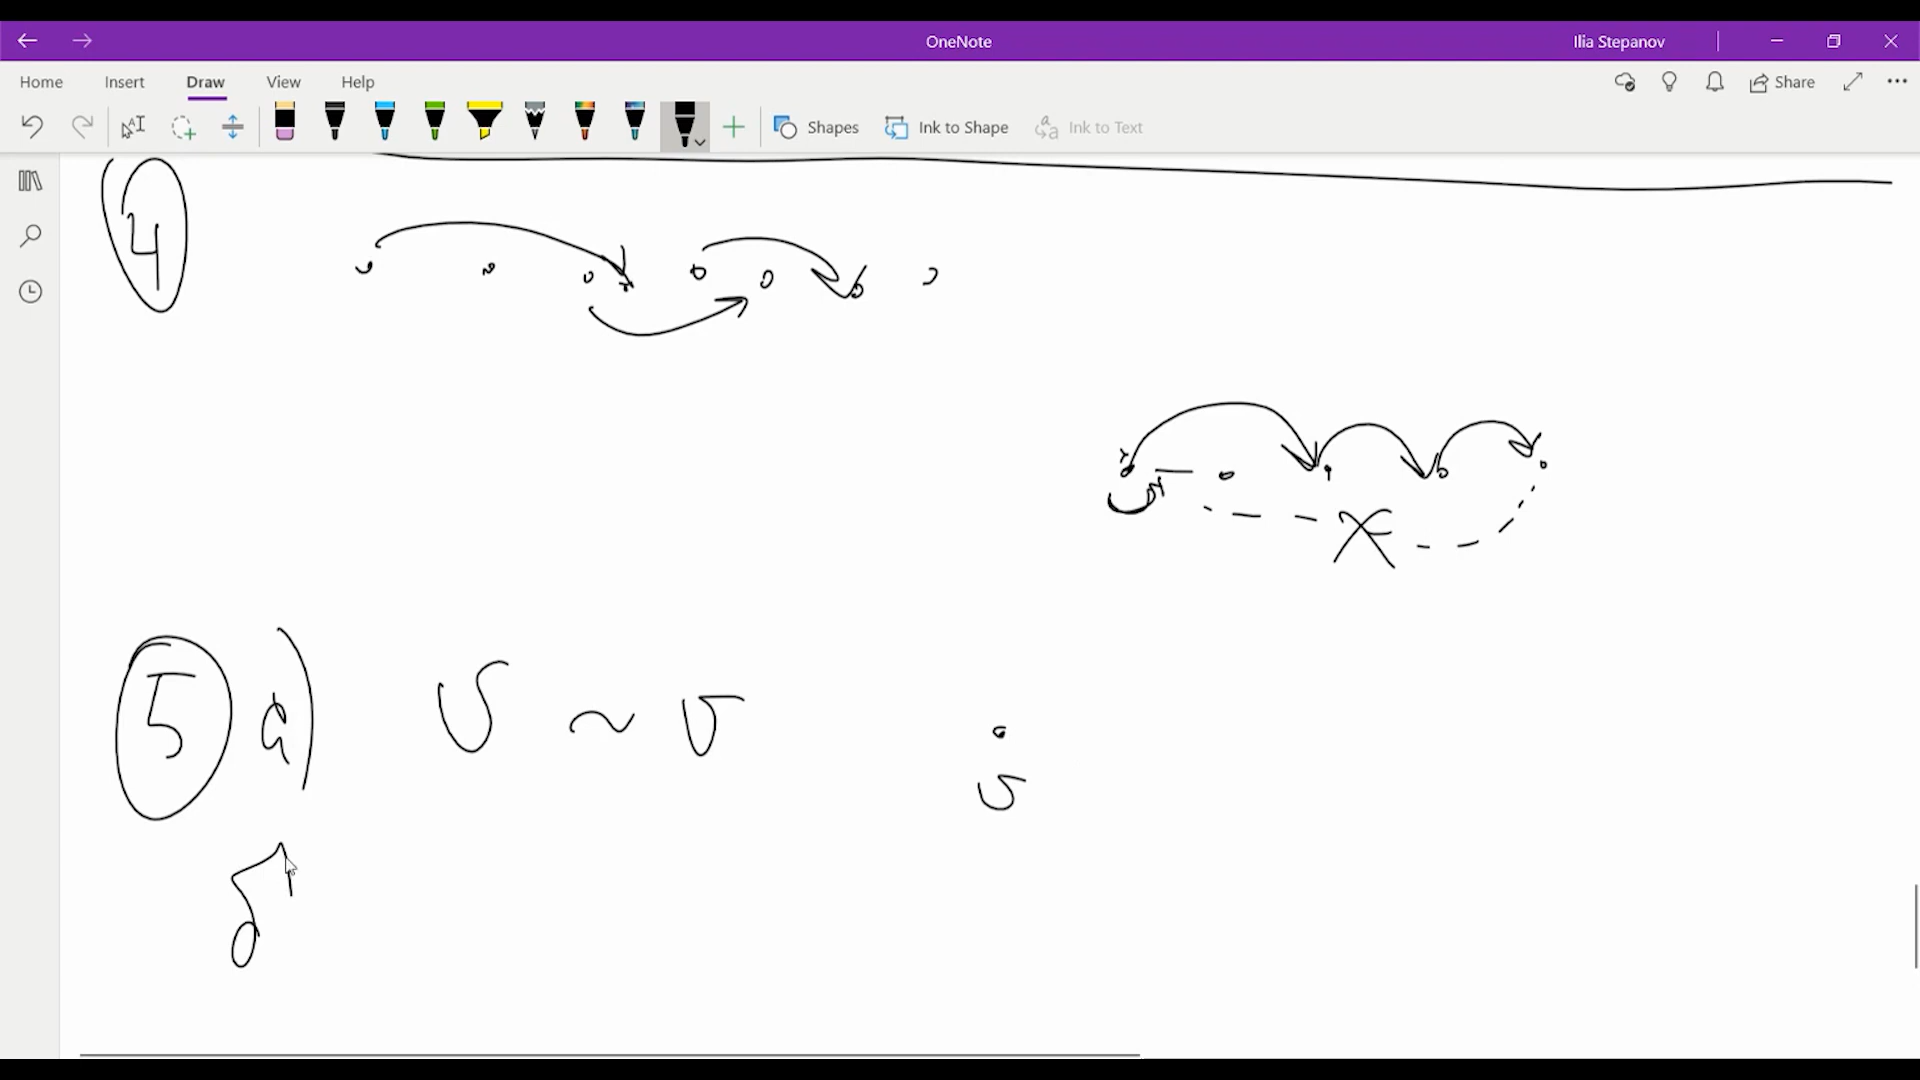 OneNote
Ilia Stepanov
Home Insert Draw View Help
Share
Shapes
Ink to Shape
Ink to Text
4
5 a) v ~ v
v